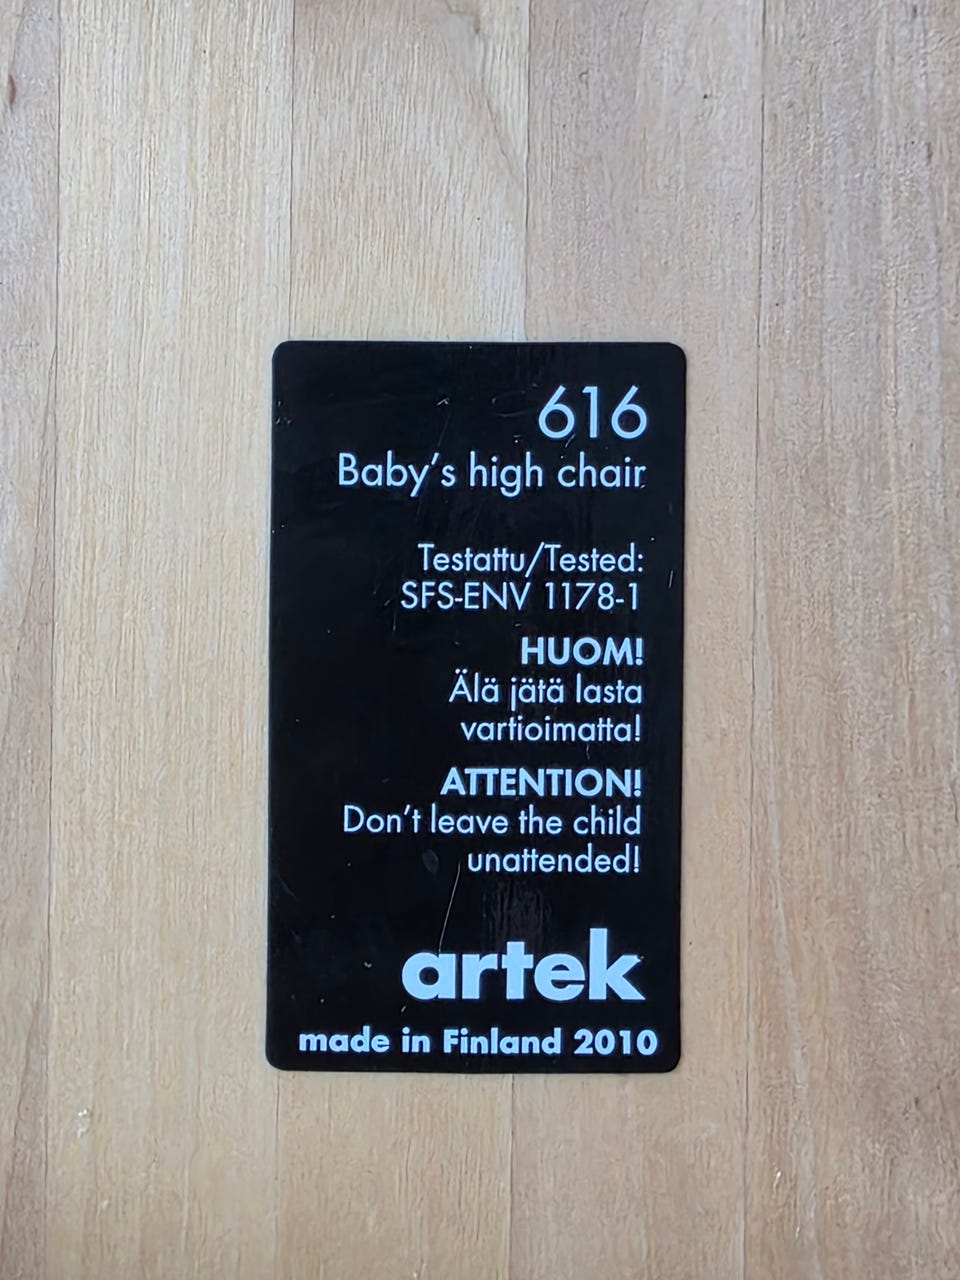 616
Baby's high chair
Testattu/Tested:
SFS-ENV 1178-1
HUOM!
Älä jätä lasta
vartioimatta!
ATTENTION!
Don't leave the child
unattended!
artek
made in Finland 2010